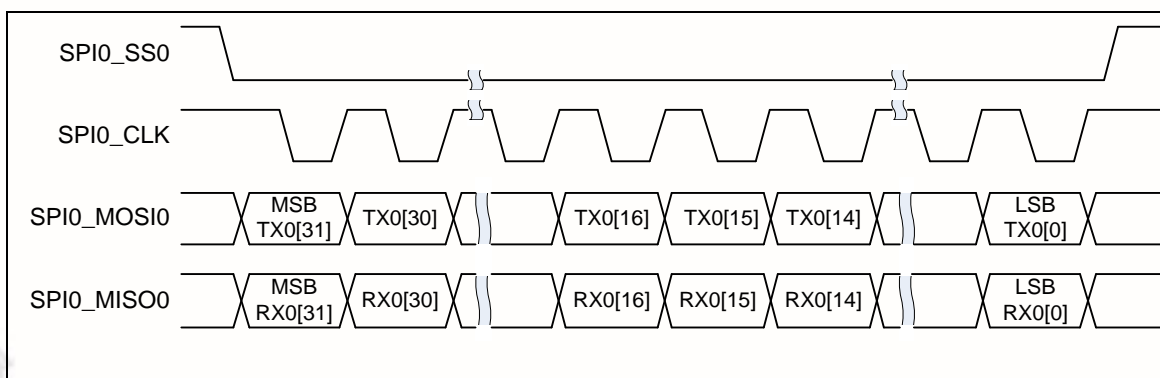 SPI0_SS0
SPI0_CLK
SPI0_MOSI0
MSB
TX0[31]
TX0[30]
TX0[16]
TX0[15]
TX0[14]
LSB
TX0[0]
SPI0_MISO0
MSB
RX0[31]
RX0[30]
RX0[16]
RX0[15]
RX0[14]
LSB
RX0[0]